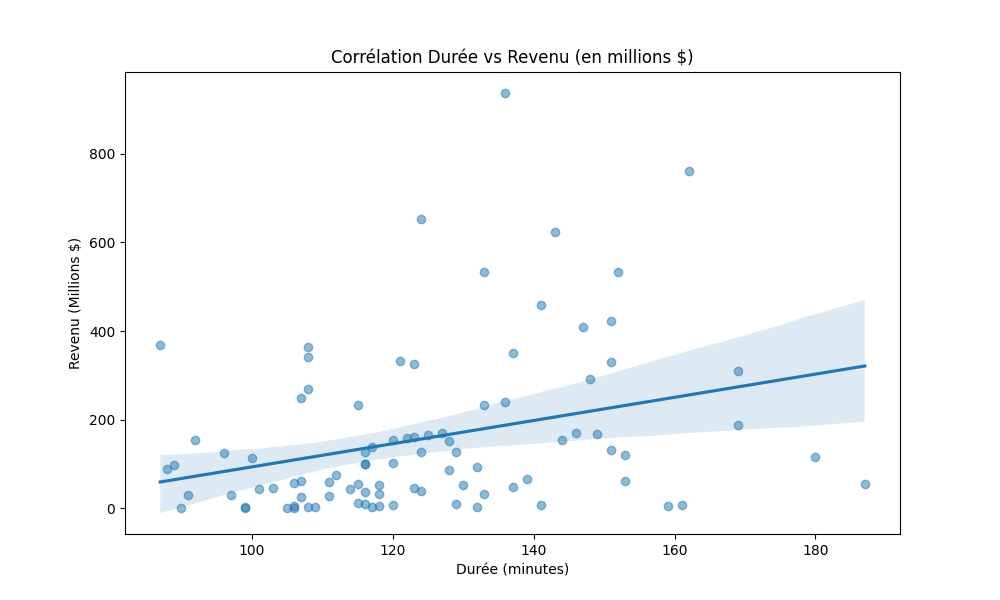 Corrélation Durée vs Revenu (en millions $)
800
600
400
200
0
Revenu (Millions $)
100 120 140 160 180
Durée (minutes)